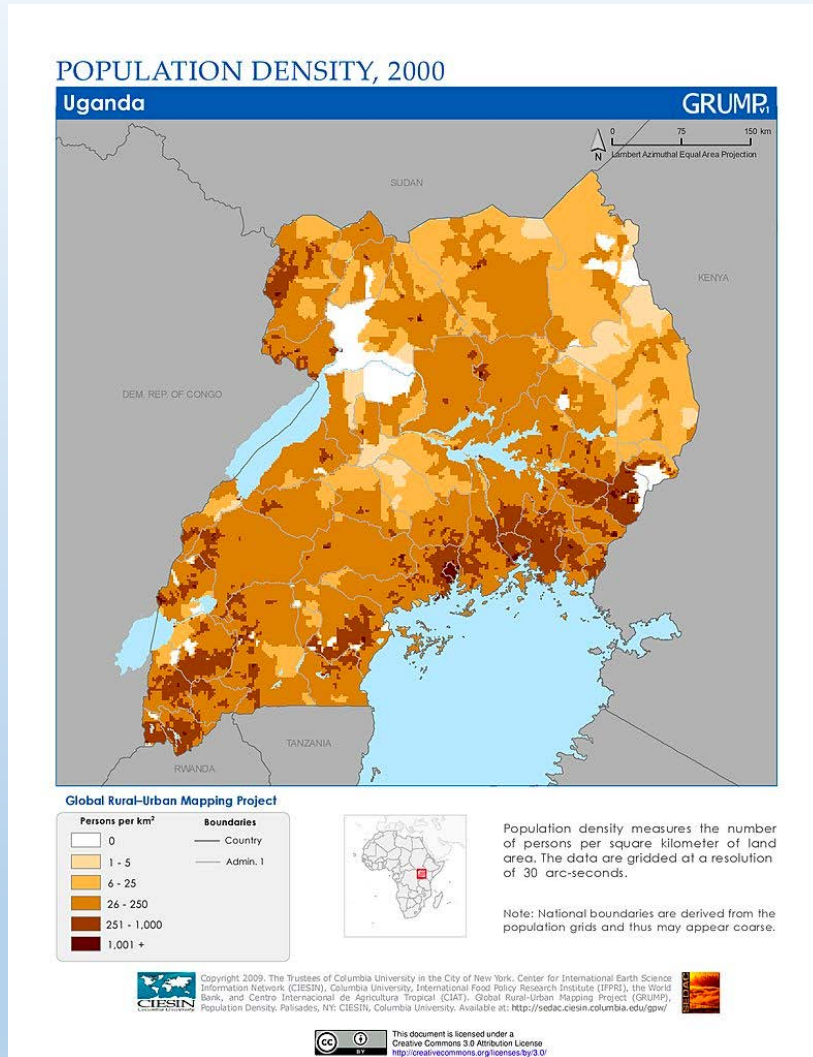 POPULATION DENSITY, 2000
Uganda
GRUMPv1
0 75 150 km
N
Lambert Azimuthal Equal Area Projection
SUDAN
KENYA
DEM. REP. OF CONGO
TANZANIA
RWANDA
Global Rural–Urban Mapping Project
Persons per km²
0
1 - 5
6 - 25
26 - 250
251 - 1,000
1,001 +
Boundaries
Country
Admin. 1
Population density measures the number
of persons per square kilometer of land
area. The data are gridded at a resolution
of 30 arc-seconds.
Note: National boundaries are derived from the
population grids and thus may appear coarse.
CIESIN
Columbia University
Copyright 2009. The Trustees of Columbia University in the City of New York. Center for International Earth Science
Information Network (CIESIN), Columbia University, International Food Policy Research Institute (IFPRI), the World
Bank, and Centro Internacional de Agricultura Tropical (CIAT). Global Rural-Urban Mapping Project (GRUMP),
Population Density. Palisades, NY: CIESIN, Columbia University. Available at: http://sedac.ciesin.columbia.edu/gpw/
SEDAC
cc
BY
This document is licensed under a
Creative Commons 3.0 Attribution License
http://creativecommons.org/licenses/by/3.0/